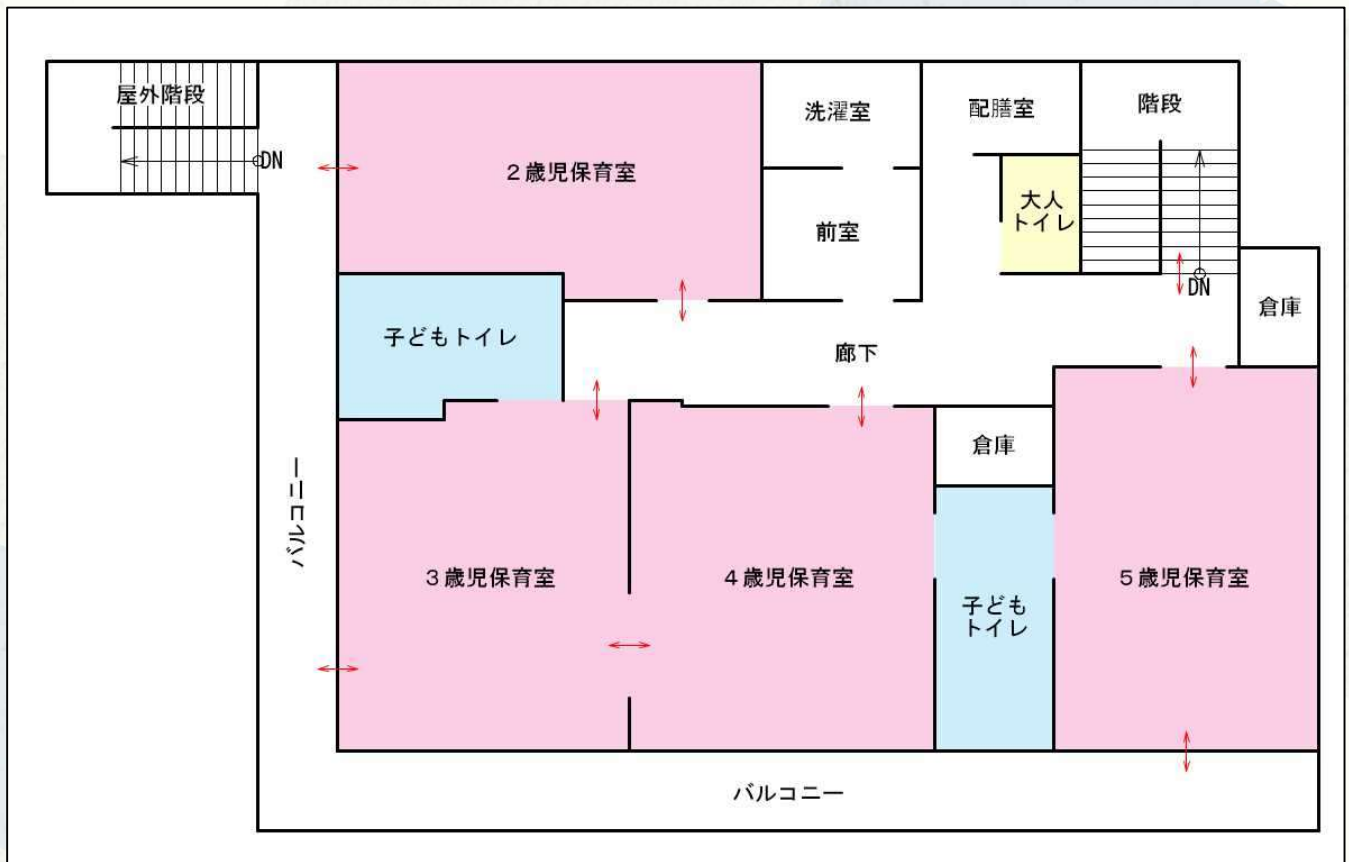 屋外階段
DN
２歳児保育室
洗濯室
配膳室
階段
大人
トイレ
前室
DN
倉庫
子どもトイレ
廊下
倉庫
バルコニー
３歳児保育室
４歳児保育室
子ども
トイレ
５歳児保育室
バルコニー